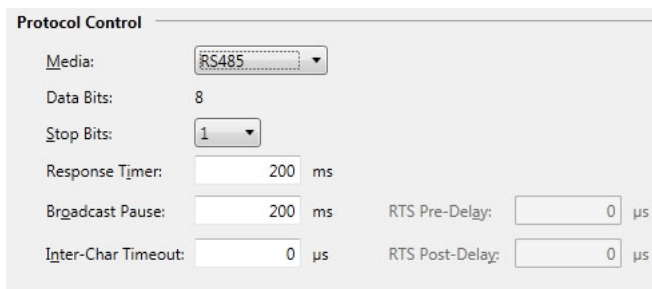 Protocol Control
Media: RS485
Data Bits: 8
Stop Bits: 1
Response Timer: 200 ms
Broadcast Pause: 200 ms RTS Pre-Delay: 0 µs
Inter-Char Timeout: 0 µs RTS Post-Delay: 0 µs